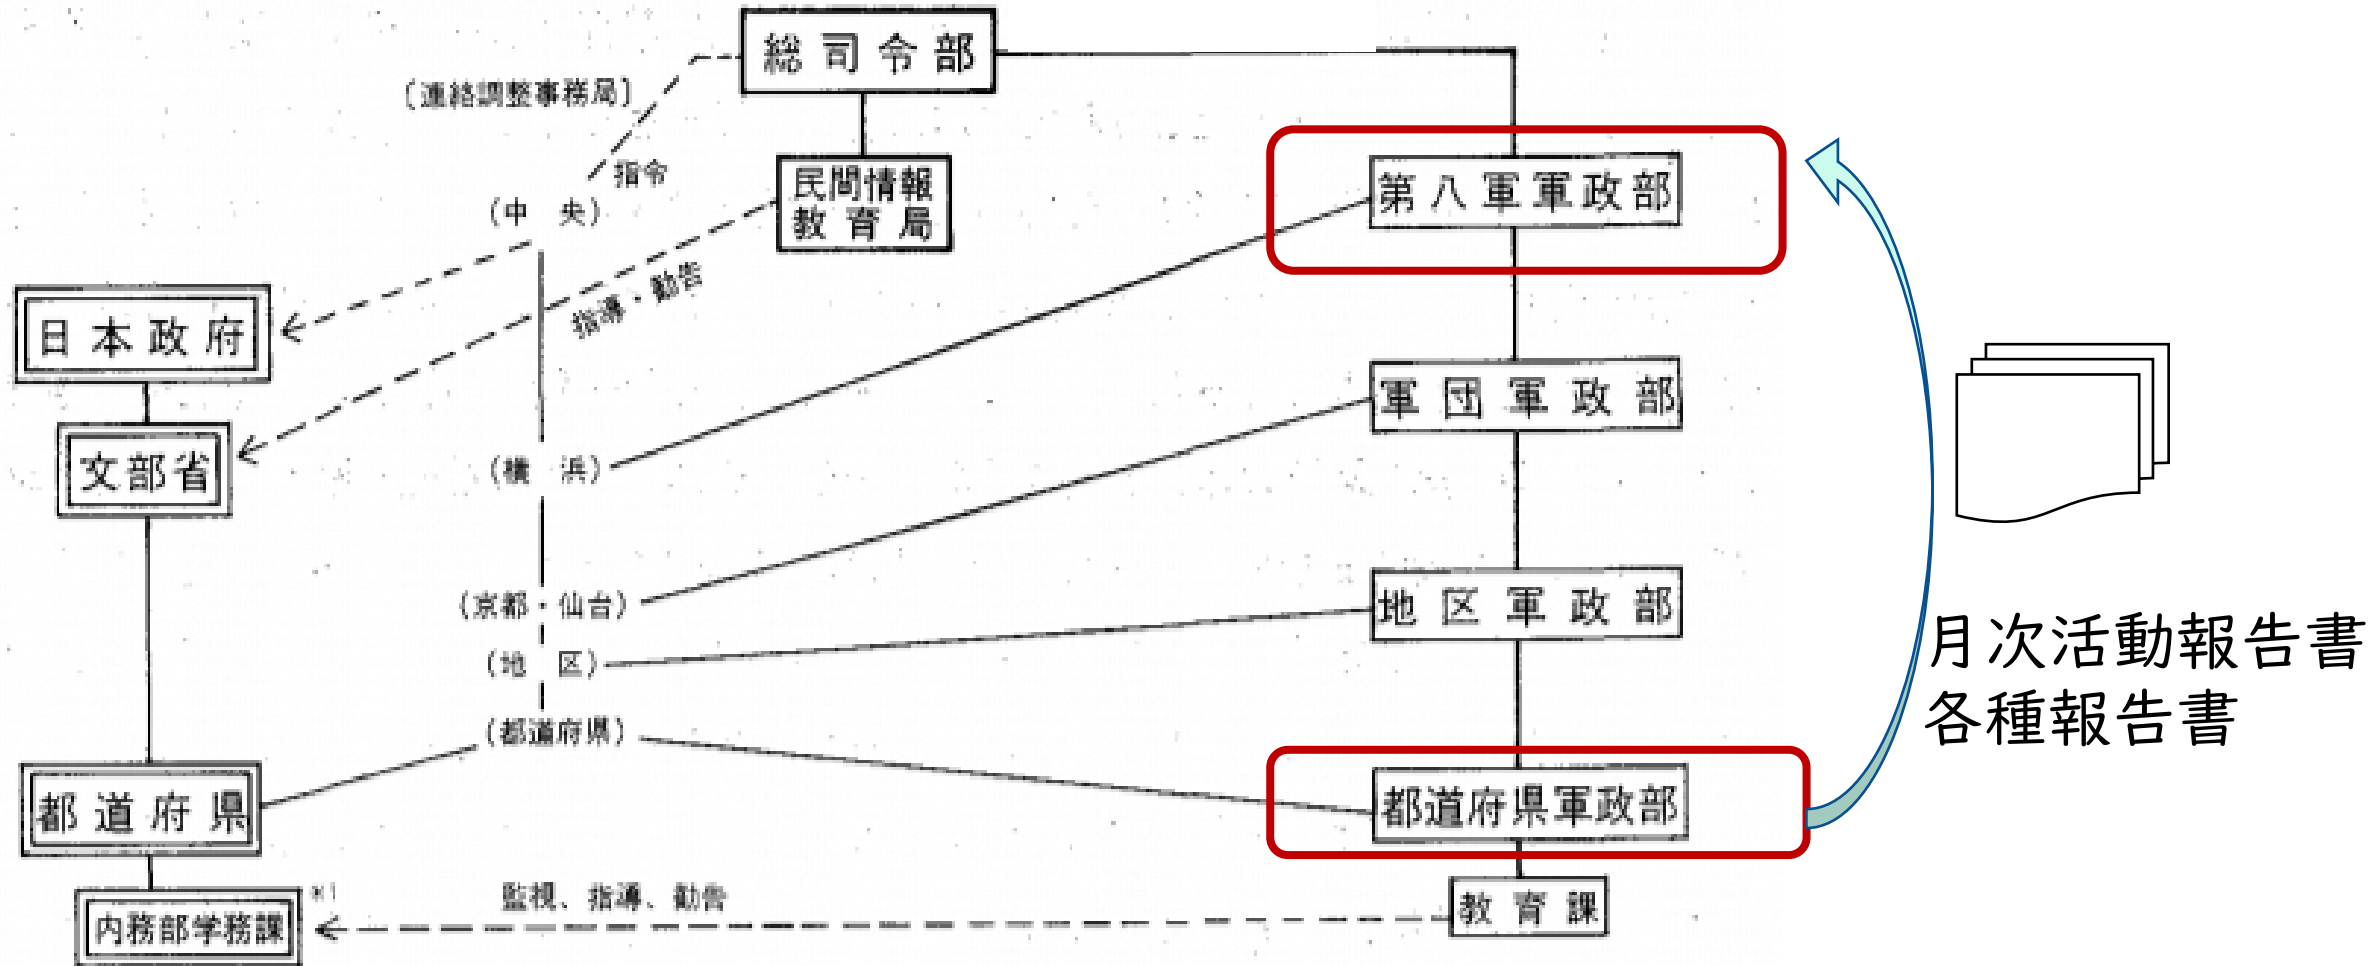 総司令部
〔連絡調整事務局〕
指令
民間情報
教育局
第八軍軍政部
(中 央)
指導・勧告
日本政府
軍団軍政部
文部省
(横 浜)
(京都・仙台)
地区軍政部
月次活動報告書
(地 区)
各種報告書
(都道府県)
都道府県
都道府県軍政部
※1
監視、指導、勧告
内務部学務課
教育課